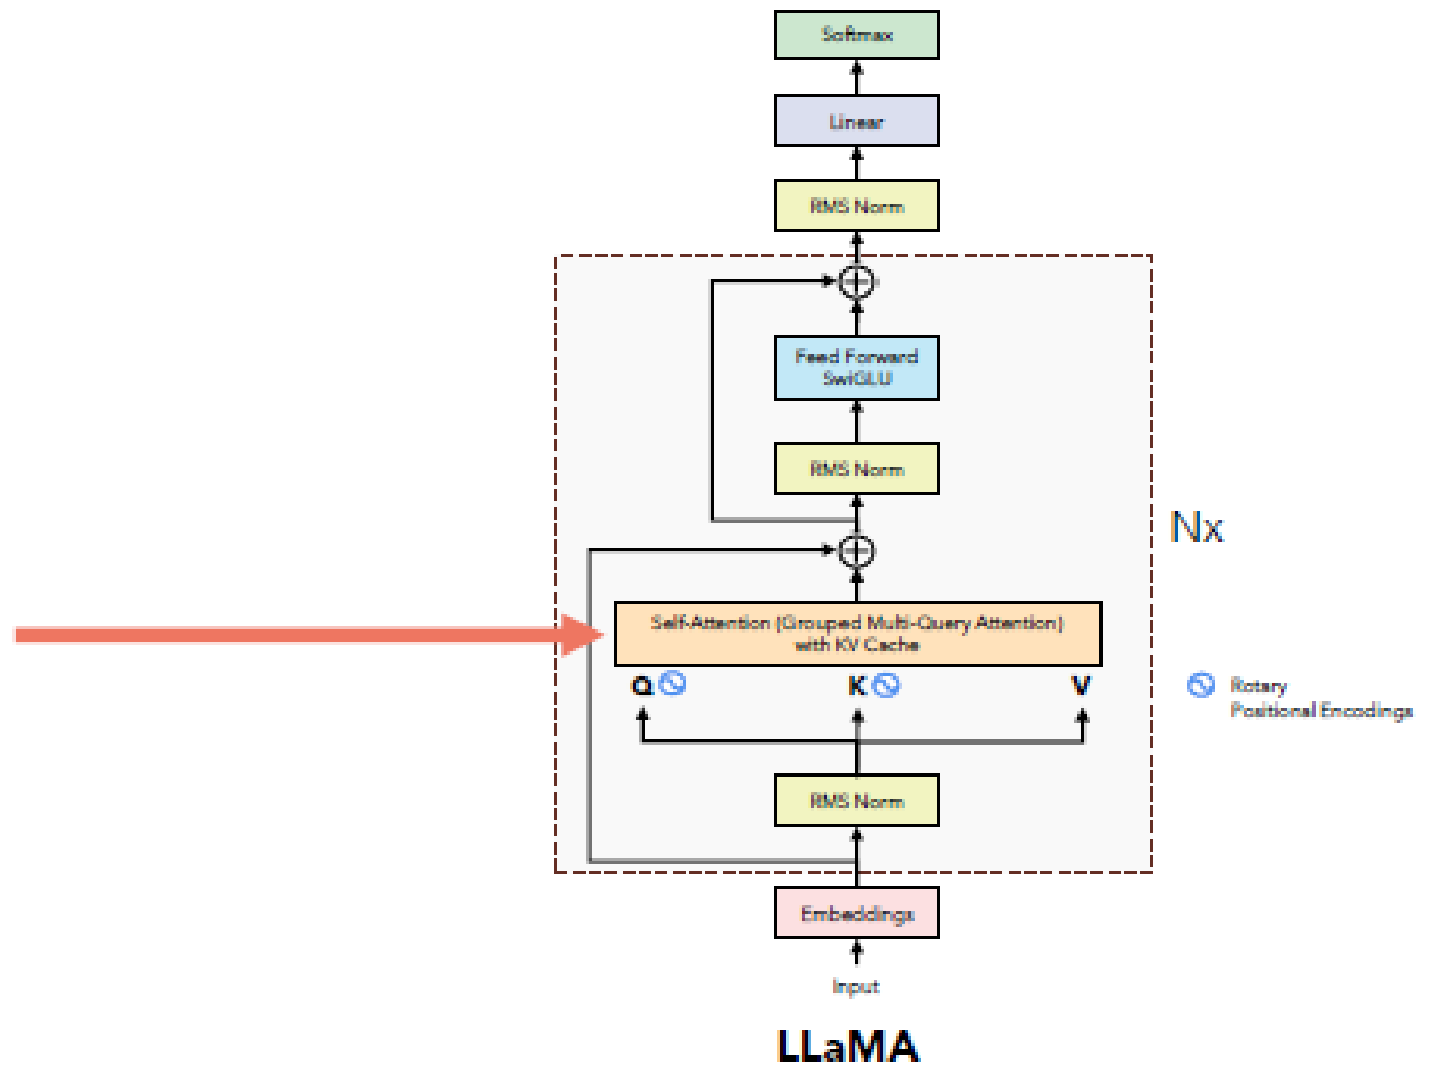 Softmax
Linear
RMS Norm
Feed Forward
SwiGLU
RMS Norm
Nx
Self-Attention (Grouped Multi-Query Attention)
with KV Cache
Q K V
Rotary
Positional Encodings
RMS Norm
Embeddings
Input
LLaMA